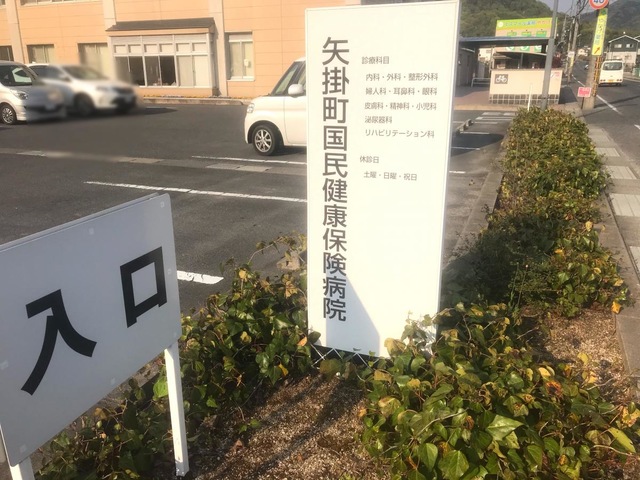 矢掛町国民健康保険病院
診療科目
内科・外科・整形外科
婦人科・耳鼻科・眼科
皮膚科・精神科・小児科
泌尿器科
リハビリテーション科
休診日
土曜・日曜・祝日
入口